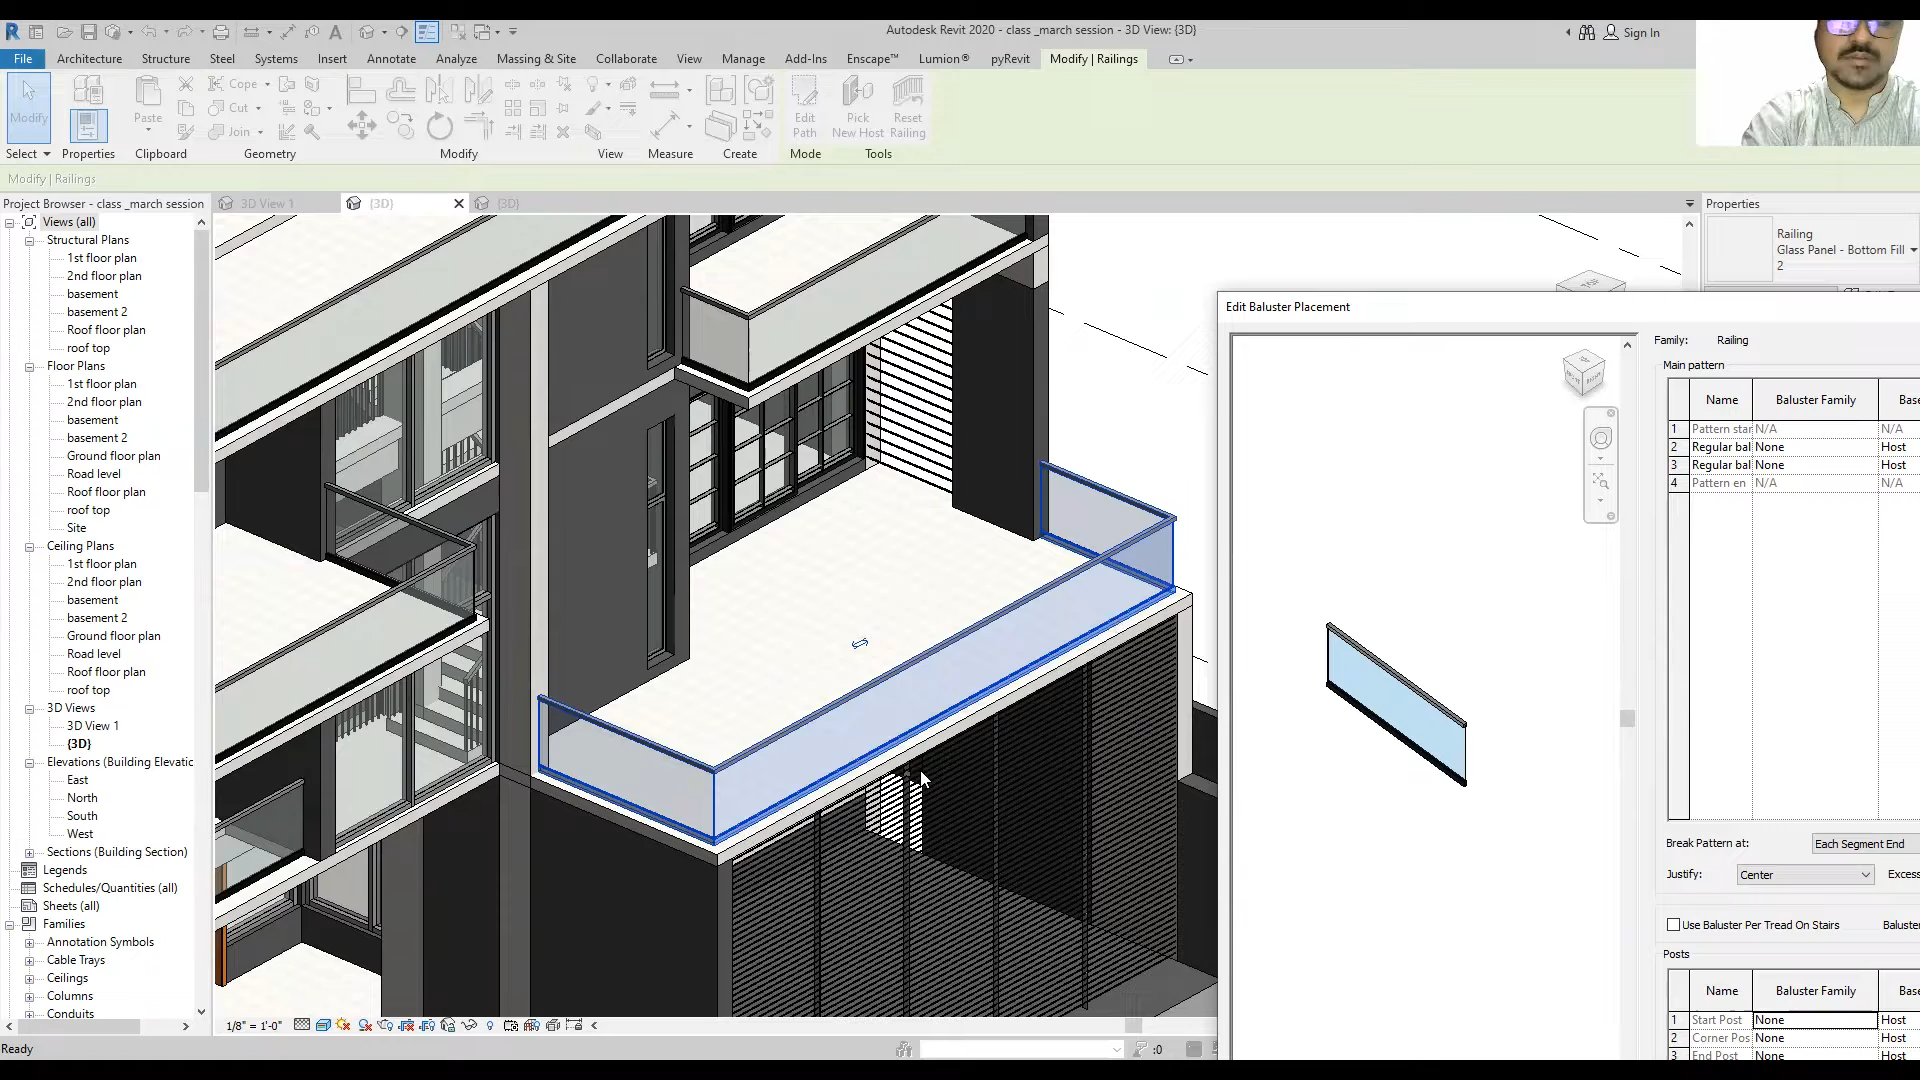 Autodesk Revit 2020 - class _march session - 3D View: {3D}
Sign In
File Architecture Structure Steel Systems Insert Annotate Analyze Massing & Site Collaborate View Manage Add-Ins Enscape™ Lumion® pyRevit Modify | Railings
Modify
Paste
Cope
Cut
Join
Edit Path
Pick New Host
Reset Railing
Select Properties Clipboard Geometry Modify View Measure Create Mode Tools
Modify | Railings
Project Browser - class _march session
3D View 1
{3D}
{3D}
Properties
Views (all)
Structural Plans
1st floor plan
2nd floor plan
basement
basement 2
Roof floor plan
roof top
Floor Plans
1st floor plan
2nd floor plan
basement
basement 2
Ground floor plan
Road level
Roof floor plan
roof top
Site
Ceiling Plans
1st floor plan
2nd floor plan
basement
basement 2
Ground floor plan
Road level
Roof floor plan
roof top
3D Views
3D View 1
{3D}
Elevations (Building Elevatic
East
North
South
West
Sections (Building Section)
Legends
Schedules/Quantities (all)
Sheets (all)
Families
Annotation Symbols
Cable Trays
Ceilings
Columns
Conduits
1/8" = 1'-0"
Ready
:0
Railing
Glass Panel - Bottom Fill
2
Edit Baluster Placement
Family: Railing
Main pattern
Name Baluster Family Base
1 Pattern star N/A N/A
2 Regular bal None Host
3 Regular bal None Host
4 Pattern en N/A N/A
Break Pattern at: Each Segment End
Justify: Center Excess
Use Baluster Per Tread On Stairs Baluster
Posts
Name Baluster Family Base
1 Start Post None Host
2 Corner Pos None Host
3 End Post None Host